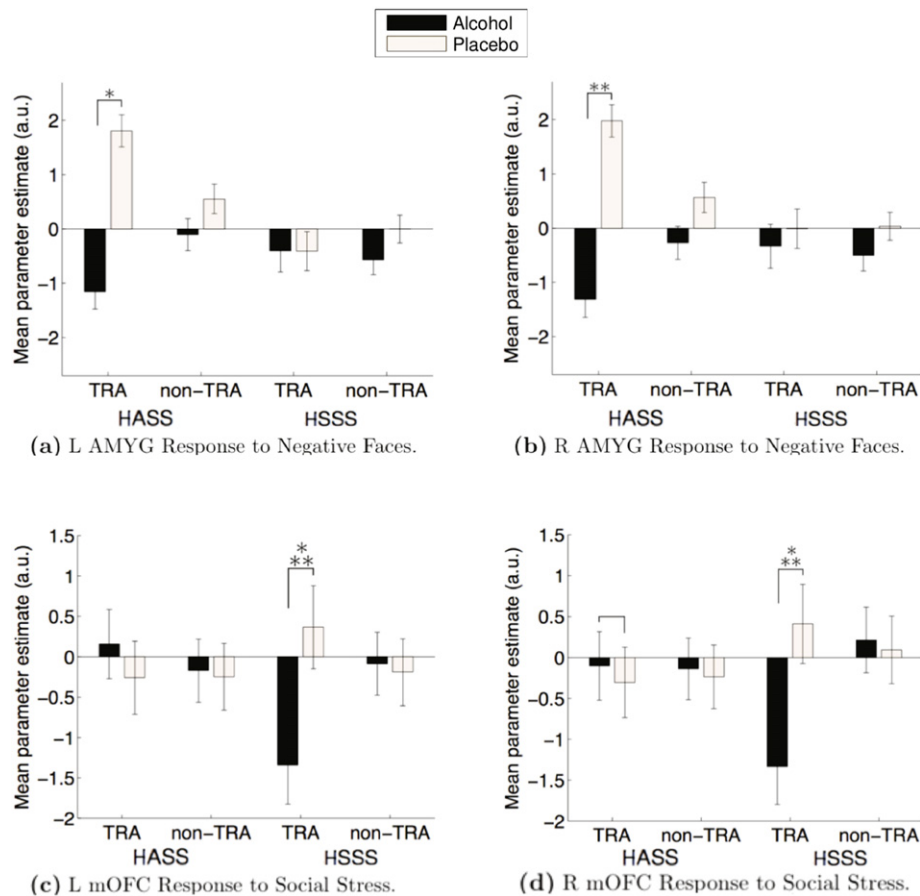 Alcohol
Placebo
Mean parameter estimate (a.u.)
2
1
0
−1
−2
*
TRA non−TRA TRA non−TRA
HASS HSSS
(a) L AMYG Response to Negative Faces.
Mean parameter estimate (a.u.)
2
1
0
−1
−2
**
TRA non−TRA TRA non−TRA
HASS HSSS
(b) R AMYG Response to Negative Faces.
Mean parameter estimate (a.u.)
1.5
1
0.5
0
−0.5
−1
−1.5
−2
*
**
TRA non−TRA TRA non−TRA
HASS HSSS
(c) L mOFC Response to Social Stress.
Mean parameter estimate (a.u.)
1.5
1
0.5
0
−0.5
−1
−1.5
−2
*
**
TRA non−TRA TRA non−TRA
HASS HSSS
(d) R mOFC Response to Social Stress.